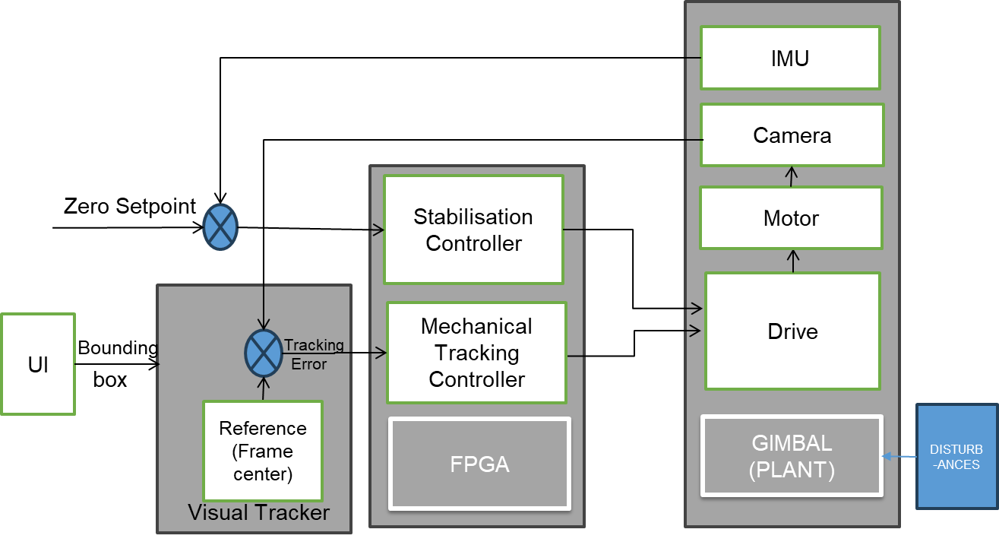 IMU
Camera
Zero Setpoint
Stabilisation
Controller
Motor
Mechanical
Tracking
Controller
Drive
UI
Bounding
box
Tracking
Error
Reference
(Frame
center)
Visual Tracker
FPGA
GIMBAL
(PLANT)
DISTURB
-ANCES